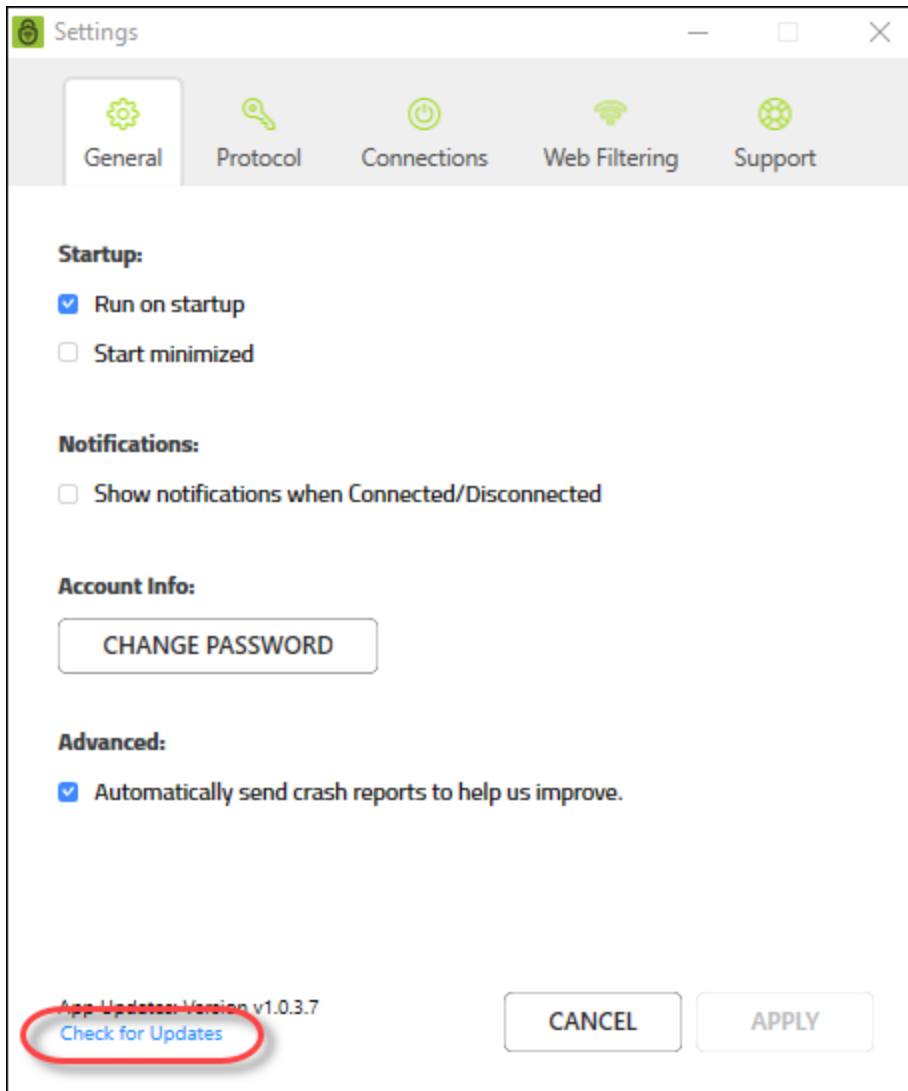 Settings
General Protocol Connections Web Filtering Support
Startup:
Run on startup
Start minimized
Notifications:
Show notifications when Connected/Disconnected
Account Info:
CHANGE PASSWORD
Advanced:
Automatically send crash reports to help us improve.
App Updates: Version v1.0.3.7
Check for Updates
CANCEL APPLY